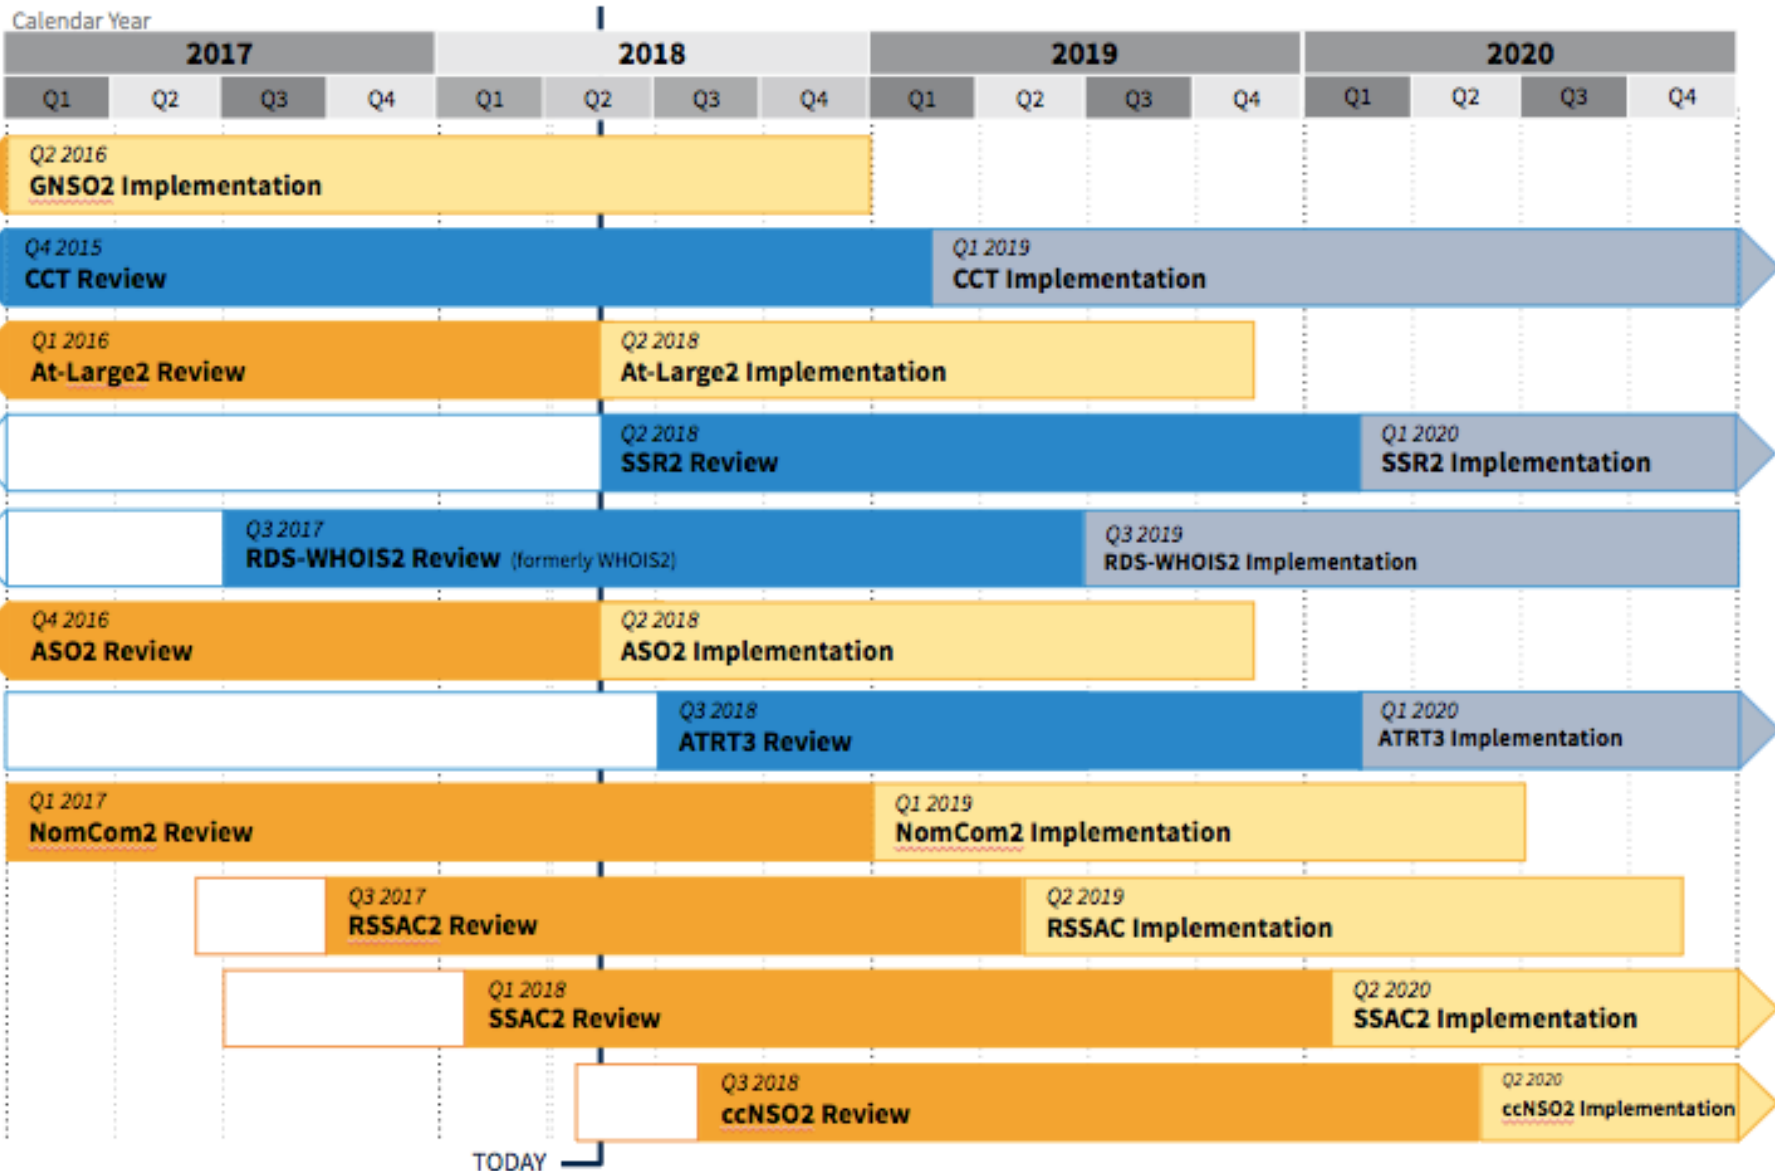 Calendar Year
2017 2018 2019 2020
Q1 Q2 Q3 Q4 Q1 Q2 Q3 Q4 Q1 Q2 Q3 Q4 Q1 Q2 Q3 Q4
Q2 2016
GNSO2 Implementation
Q4 2015
CCT Review
Q1 2019
CCT Implementation
Q1 2016
At-Large2 Review
Q2 2018
At-Large2 Implementation
Q2 2018
SSR2 Review
Q1 2020
SSR2 Implementation
Q3 2017
RDS-WHOIS2 Review (formerly WHOIS2)
Q3 2019
RDS-WHOIS2 Implementation
Q4 2016
ASO2 Review
Q2 2018
ASO2 Implementation
Q3 2018
ATRT3 Review
Q1 2020
ATRT3 Implementation
Q1 2017
NomCom2 Review
Q1 2019
NomCom2 Implementation
Q3 2017
RSSAC2 Review
Q2 2019
RSSAC Implementation
Q1 2018
SSAC2 Review
Q2 2020
SSAC2 Implementation
Q3 2018
ccNSO2 Review
Q2 2020
ccNSO2 Implementation
TODAY